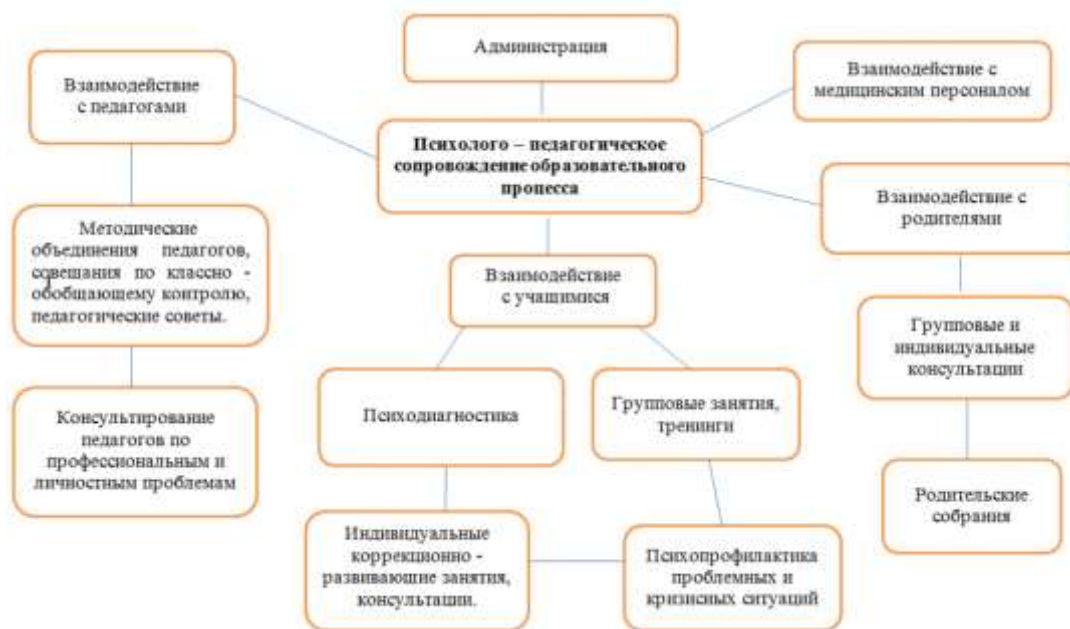 Администрация
Взаимодействие
с педагогами
Взаимодействие с
медицинским персоналом
Психолого – педагогическое
сопровождение образовательного
процесса
Взаимодействие с
родителями
Методические
объединения педагогов,
совещания по классно -
обобщающему контролю,
педагогические советы.
Взаимодействие
с учащимися
Групповые и
индивидуальные
консультации
Психодиагностика
Групповые занятия,
тренинги
Консультирование
педагогов по
профессиональным и
личностным проблемам
Родительские
собрания
Индивидуальные
коррекционно -
развивающие занятия,
консультации.
Психопрофилактика
проблемных и
кризисных ситуаций